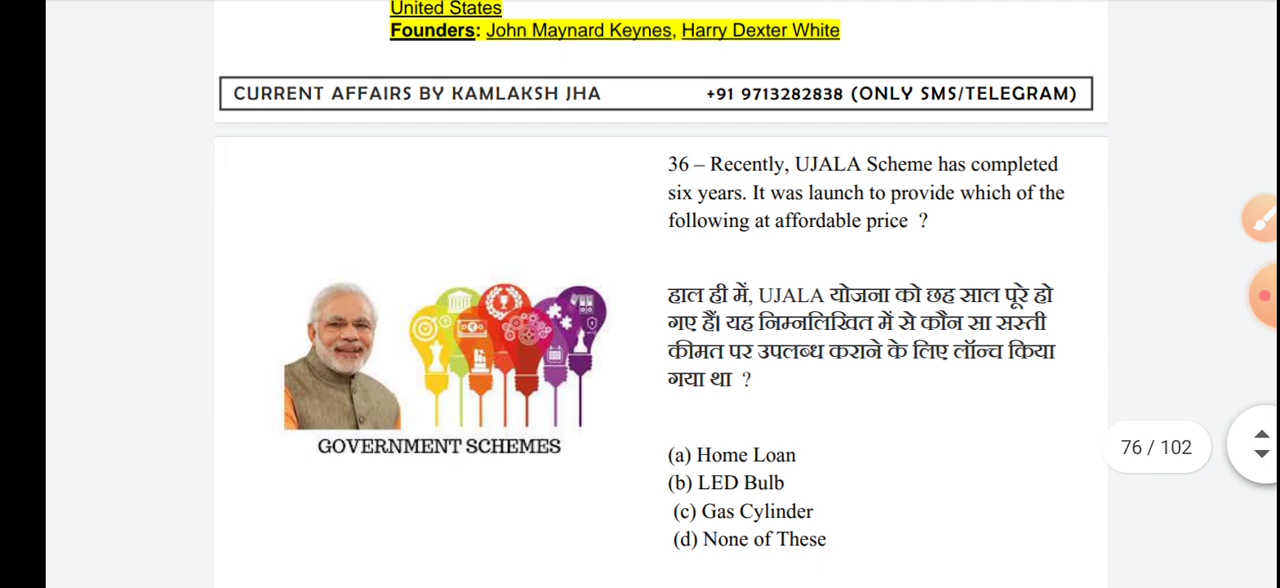 United States
Founders: John Maynard Keynes, Harry Dexter White
CURRENT AFFAIRS BY KAMLAKSH JHA +91 9713282838 (ONLY SMS/TELEGRAM)
36 – Recently, UJALA Scheme has completed
six years. It was launch to provide which of the
following at affordable price ?
हाल ही में, UJALA योजना को छह साल पूरे हो
गए हैं। यह निम्नलिखित में से कौन सा सस्ती
कीमत पर उपलब्ध कराने के लिए लॉन्च किया
गया था ?
GOVERNMENT SCHEMES
(a) Home Loan
(b) LED Bulb
(c) Gas Cylinder
(d) None of These
76 / 102